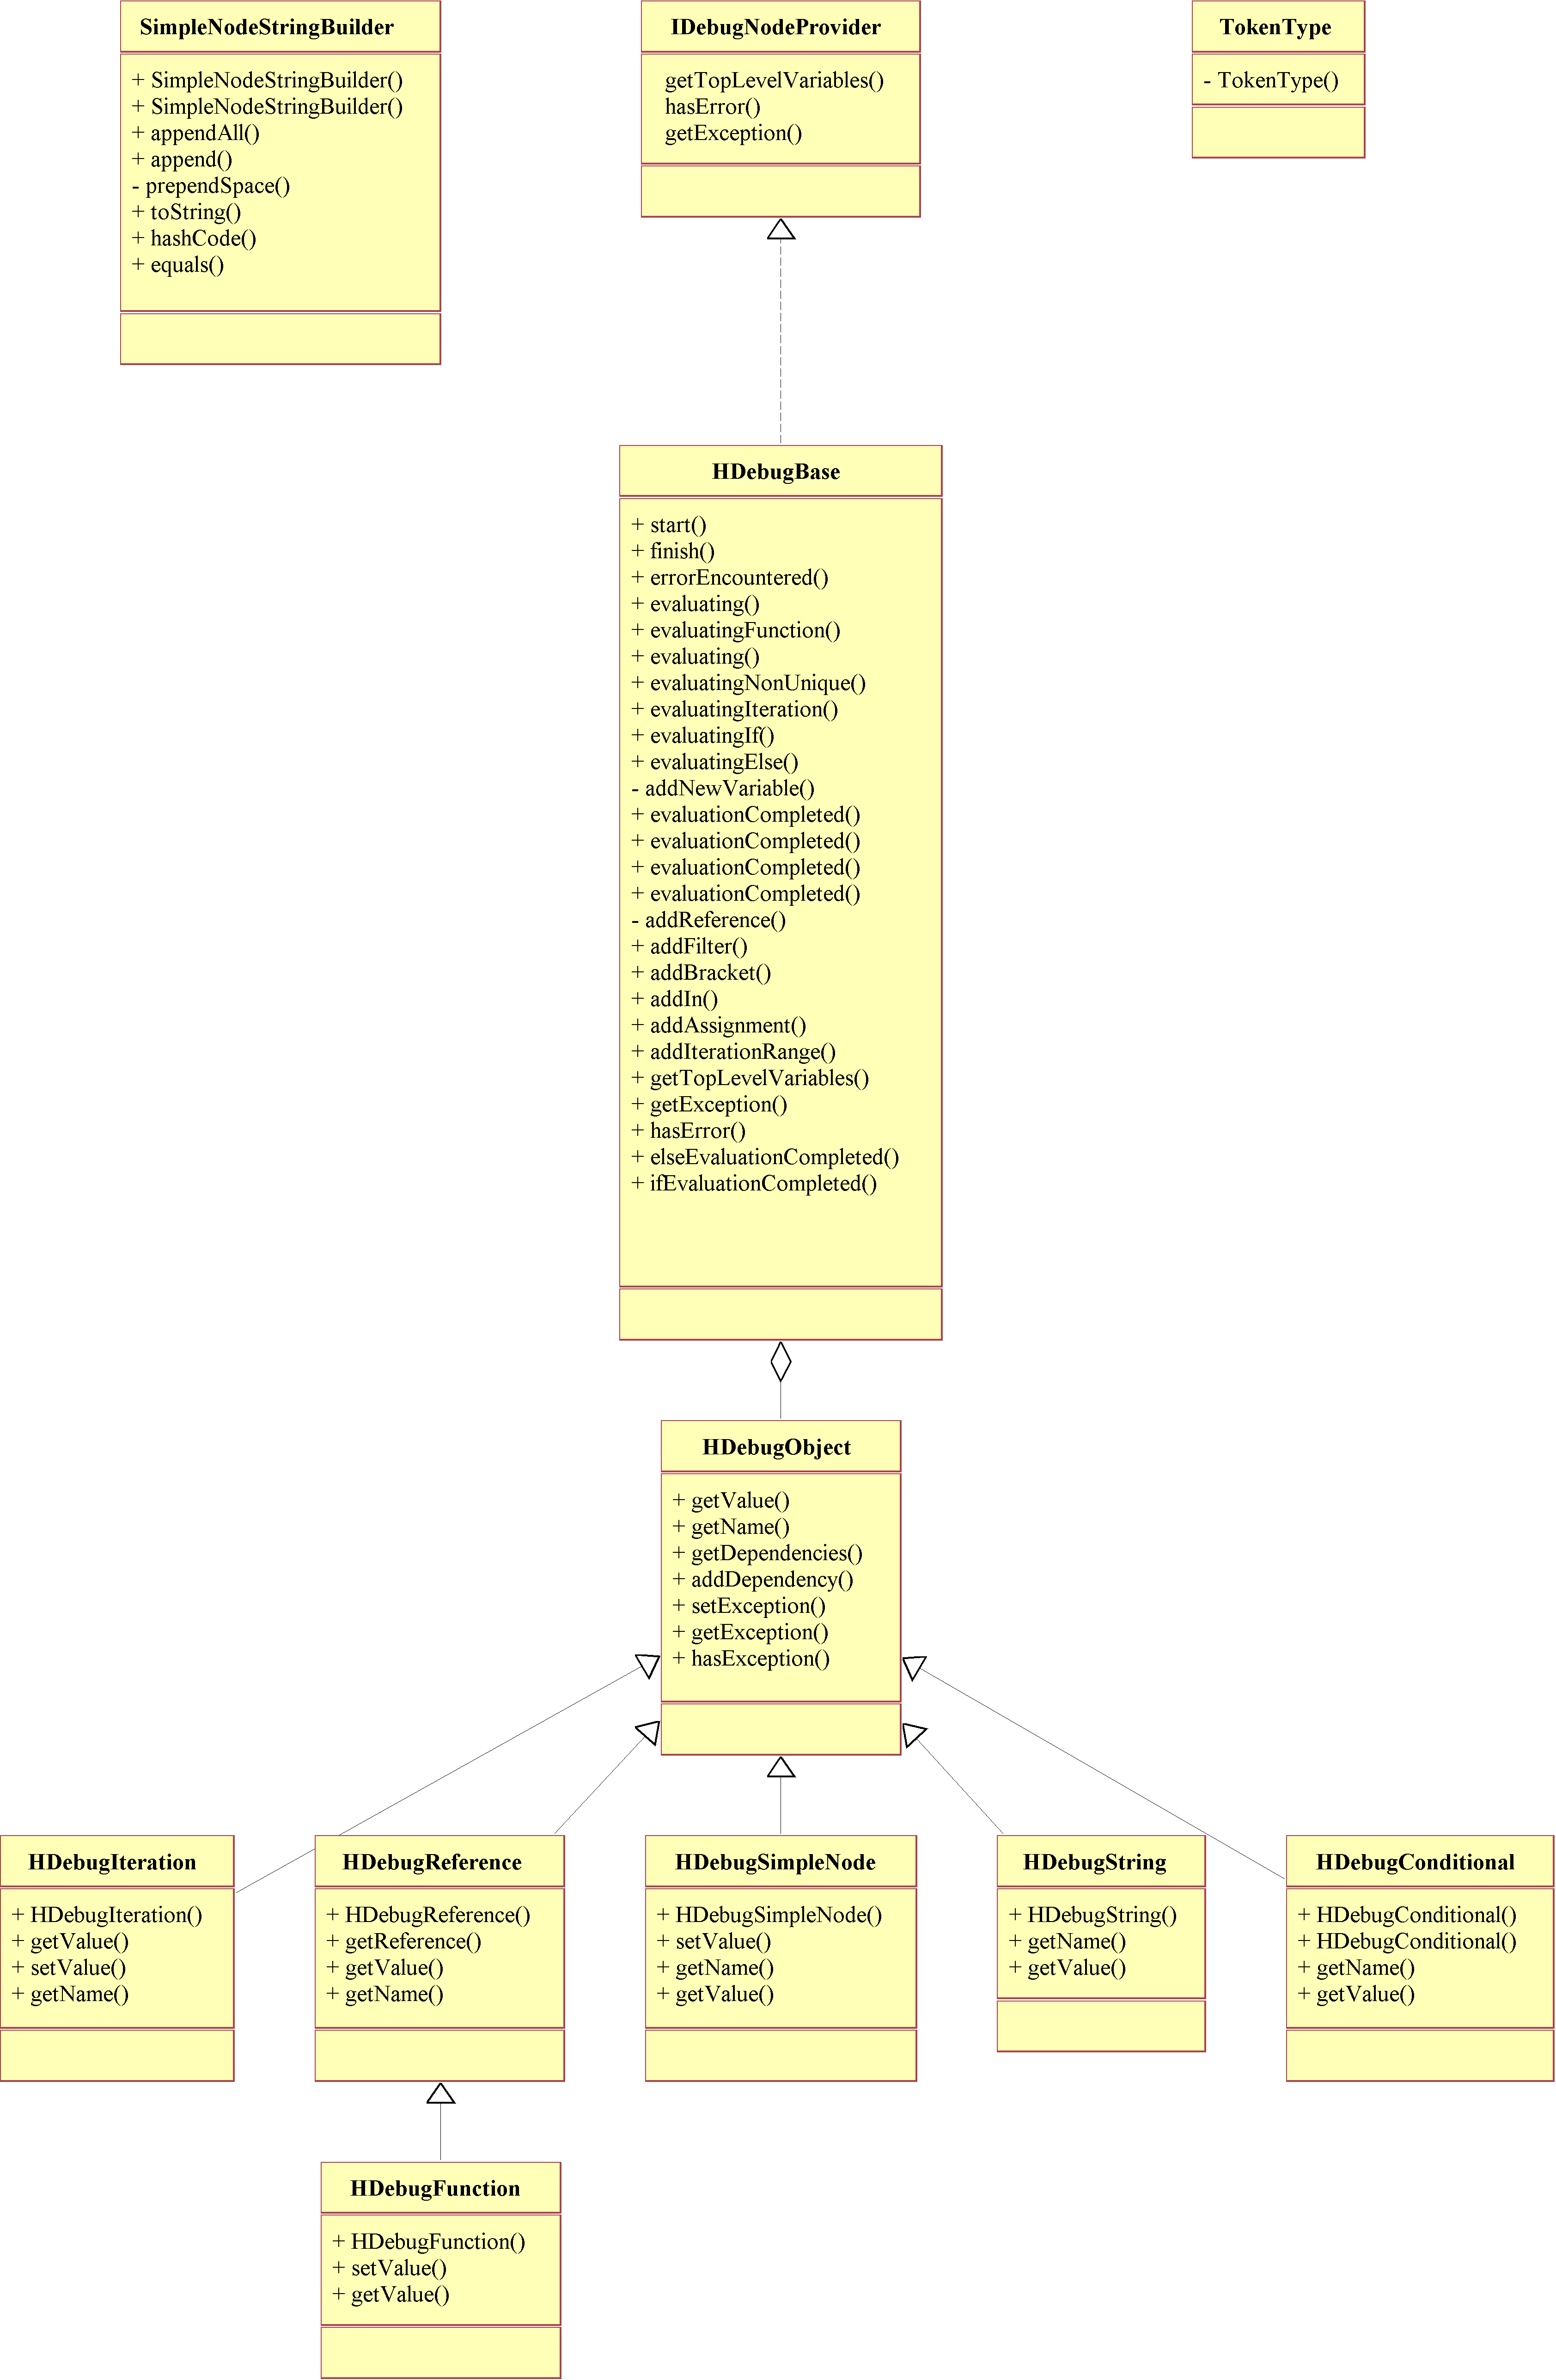 SimpleNodeStringBuilder
+ SimpleNodeStringBuilder()
+ SimpleNodeStringBuilder()
+ appendAll()
+ append()
- prependSpace()
+ toString()
+ hashCode()
+ equals()
IDebugNodeProvider
getTopLevelVariables()
hasError()
getException()
TokenType
- TokenType()
HDebugBase
+ start()
+ finish()
+ errorEncountered()
+ evaluating()
+ evaluatingFunction()
+ evaluating()
+ evaluatingNonUnique()
+ evaluatingIteration()
+ evaluatingIf()
+ evaluatingElse()
- addNewVariable()
+ evaluationCompleted()
+ evaluationCompleted()
+ evaluationCompleted()
+ evaluationCompleted()
- addReference()
+ addFilter()
+ addBracket()
+ addIn()
+ addAssignment()
+ addIterationRange()
+ getTopLevelVariables()
+ getException()
+ hasError()
+ elseEvaluationCompleted()
+ ifEvaluationCompleted()
HDebugObject
+ getValue()
+ getName()
+ getDependencies()
+ addDependency()
+ setException()
+ getException()
+ hasException()
HDebugIteration
+ HDebugIteration()
+ getValue()
+ setValue()
+ getName()
HDebugReference
+ HDebugReference()
+ getReference()
+ getValue()
+ getName()
HDebugSimpleNode
+ HDebugSimpleNode()
+ setValue()
+ getName()
+ getValue()
HDebugString
+ HDebugString()
+ getName()
+ getValue()
HDebugConditional
+ HDebugConditional()
+ HDebugConditional()
+ getName()
+ getValue()
HDebugFunction
+ HDebugFunction()
+ setValue()
+ getValue()